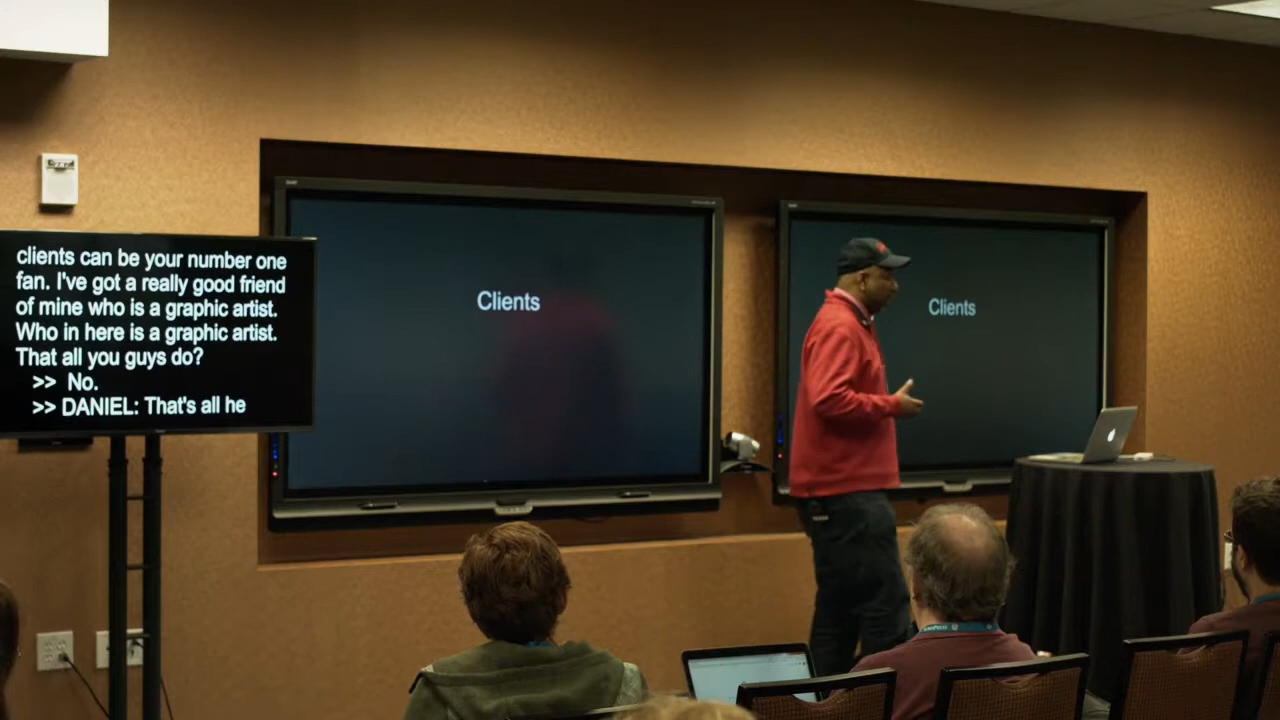 clients can be your number one
fan. I've got a really good friend
of mine who is a graphic artist.
Who in here is a graphic artist.
That all you guys do?
>> No.
>> DANIEL: That's all he
Clients
Clients